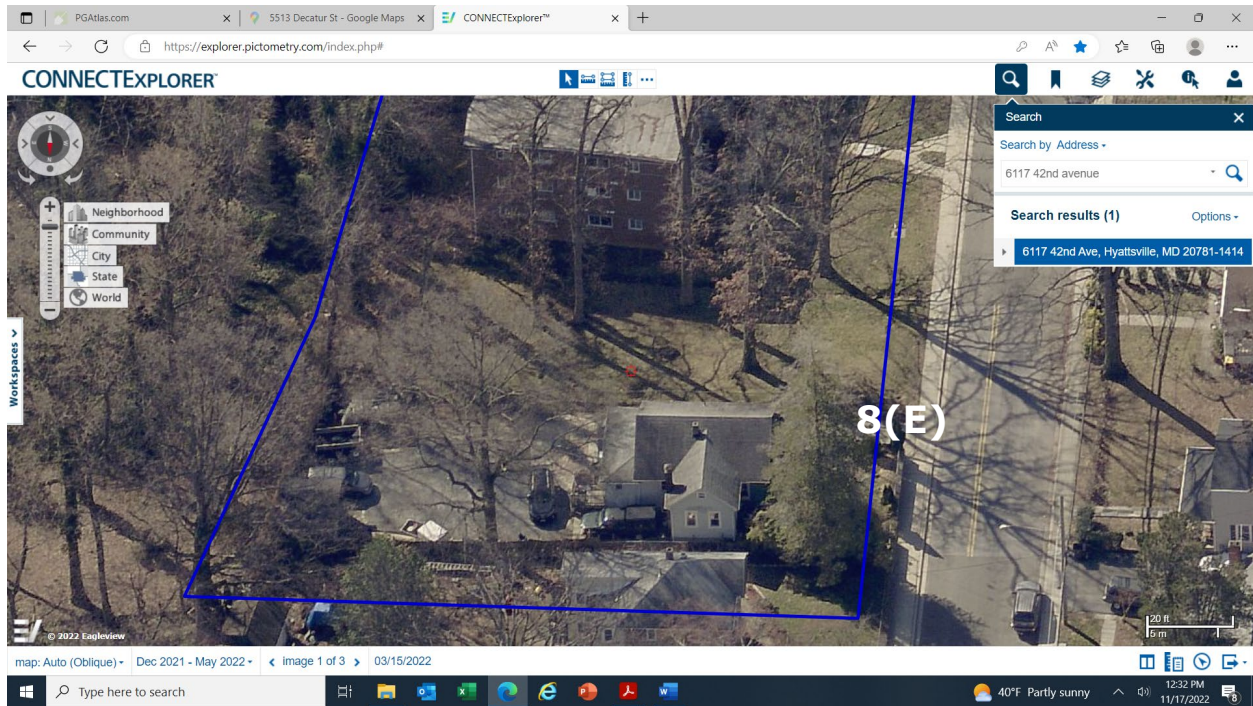 PGAtlas.com
5513 Decatur St - Google Maps
CONNECTExplorer™
https://explorer.pictometry.com/index.php#
CONNECTEXPLORER™
Search
Search by Address
6117 42nd avenue
Search results (1) Options
6117 42nd Ave, Hyattsville, MD 20781-1414
N
Neighborhood
Community
City
State
World
Workspaces
8(E)
20 ft
5 m
© 2022 Eagleview
map: Auto (Oblique) Dec 2021 - May 2022 image 1 of 3 03/15/2022
Type here to search
40°F Partly sunny
12:32 PM
11/17/2022
8